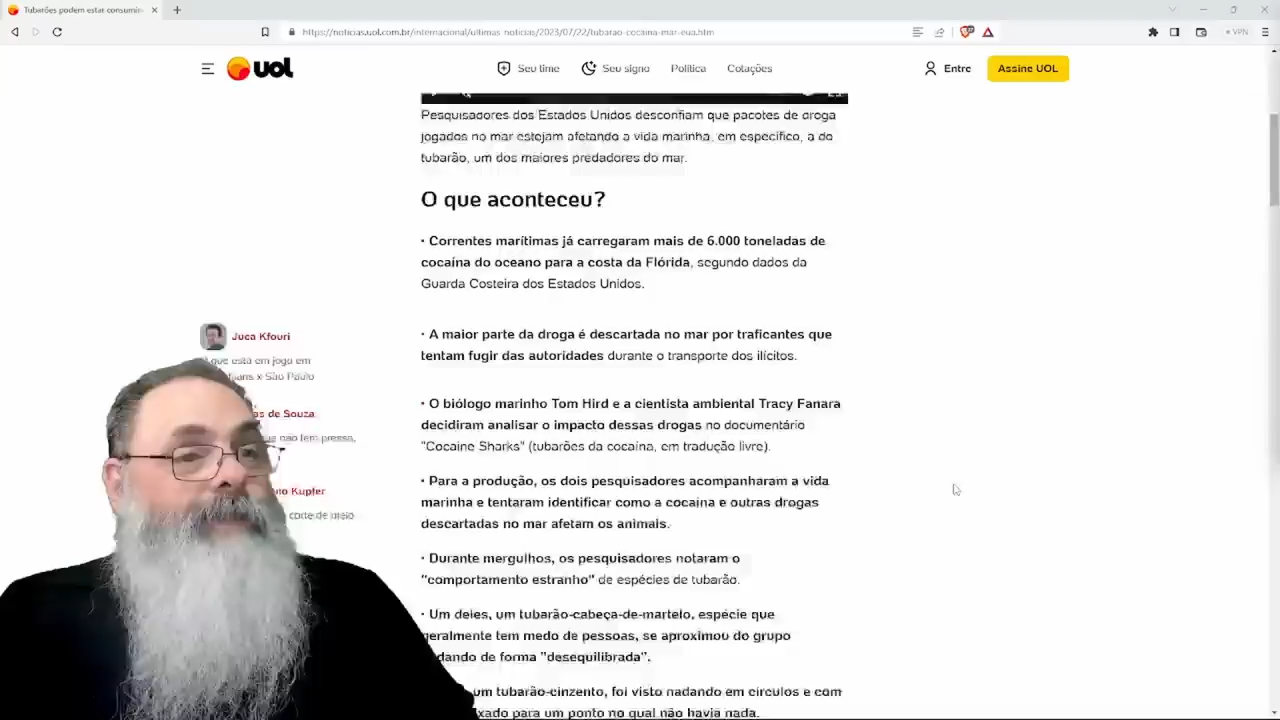 Tubarões podem estar consumin
https://noticias.uol.com.br/internacional/ultimas-noticias/2023/07/22/tubarao-cocaina-mar-eua.htm
VPN
UOL
Seu time
Seu signo
Política
Cotações
Entre
Assine UOL
Pesquisadores dos Estados Unidos desconfiam que pacotes de droga
jogados no mar estejam afetando a vida marinha, em específico, a do
tubarão, um dos maiores predadores do mar.
O que aconteceu?
• Correntes marítimas já carregaram mais de 6.000 toneladas de
cocaína do oceano para a costa da Flórida, segundo dados da
Guarda Costeira dos Estados Unidos.
• A maior parte da droga é descartada no mar por traficantes que
tentam fugir das autoridades durante o transporte dos ilícitos.
• O biólogo marinho Tom Hird e a cientista ambiental Tracy Fanara
decidiram analisar o impacto dessas drogas no documentário
"Cocaine Sharks" (tubarões da cocaína, em tradução livre).
• Para a produção, os dois pesquisadores acompanharam a vida
marinha e tentaram identificar como a cocaína e outras drogas
descartadas no mar afetam os animais.
• Durante mergulhos, os pesquisadores notaram o
"comportamento estranho" de espécies de tubarão.
• Um deles, um tubarão-cabeça-de-martelo, espécie que
geralmente tem medo de pessoas, se aproximou do grupo
dando de forma "desequilibrada".
um tubarão-cinzento, foi visto nadando em círculos e com
xado para um ponto no qual não havia nada.
Juca Kfouri
que está em jogo em
x São Paulo
as de Souza
que não tem pressa,
Kupfer
corte de meio